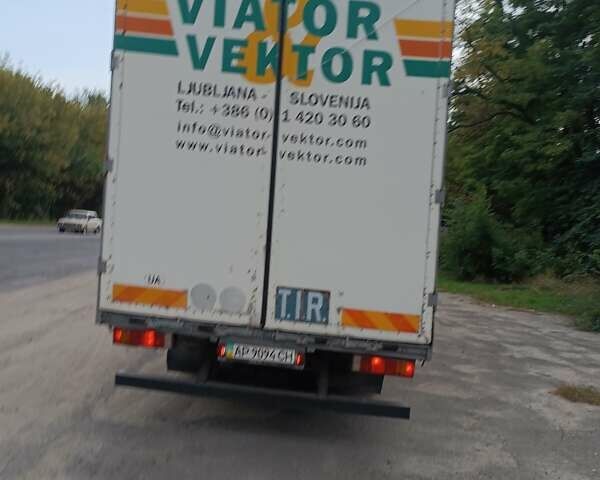 VIATOR
&
VEKTOR
LJUBLJANA - SLOVENIJA
Tel.: +386 (0) 1 420 30 60
info@viator-vektor.com
www.viator-vektor.com
UA
T.I.R.
AP 9094 CH